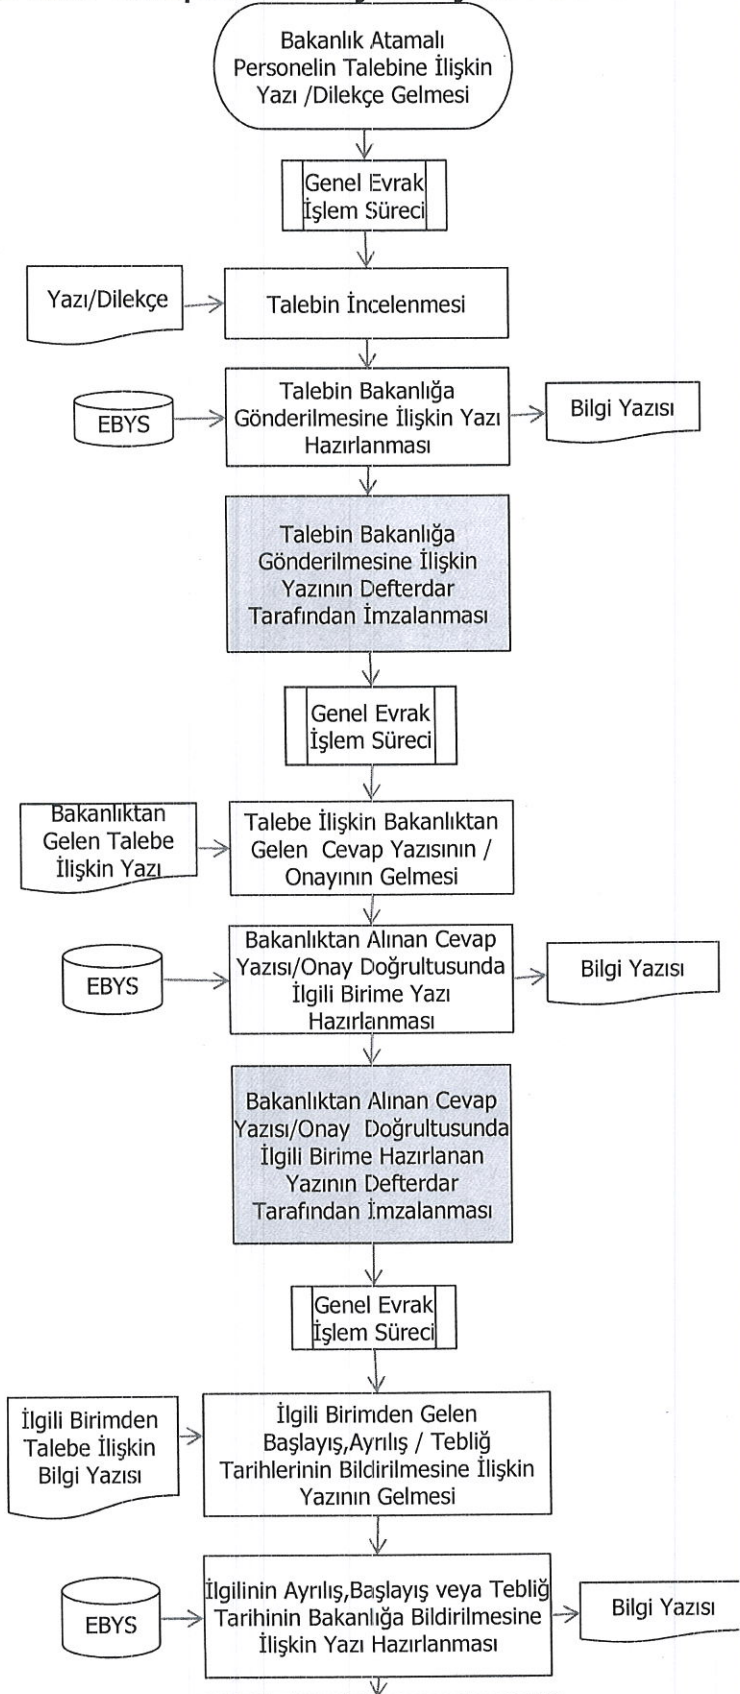 Bakanlık Atamalı
Personelin Talebine İlişkin
Yazı /Dilekçe Gelmesi
Genel Evrak
İşlem Süreci
Yazı/Dilekçe
Talebin İncelenmesi
EBYS
Talebin Bakanlığa
Gönderilmesine İlişkin Yazı
Hazırlanması
Bilgi Yazısı
Talebin Bakanlığa
Gönderilmesine İlişkin
Yazının Defterdar
Tarafından İmzalanması
Genel Evrak
İşlem Süreci
Bakanlıktan
Gelen Talebe
İlişkin Yazı
Talebe İlişkin Bakanlıktan
Gelen Cevap Yazısının /
Onayının Gelmesi
EBYS
Bakanlıktan Alınan Cevap
Yazısı/Onay Doğrultusunda
İlgili Birime Yazı
Hazırlanması
Bilgi Yazısı
Bakanlıktan Alınan Cevap
Yazısı/Onay Doğrultusunda
İlgili Birime Hazırlanan
Yazının Defterdar
Tarafından İmzalanması
Genel Evrak
İşlem Süreci
İlgili Birimden
Talebe İlişkin
Bilgi Yazısı
İlgili Birimden Gelen
Başlayış,Ayrılış / Tebliğ
Tarihlerinin Bildirilmesine İlişkin
Yazının Gelmesi
EBYS
İlgilinin Ayrılış,Başlayış veya Tebliğ
Tarihinin Bakanlığa Bildirilmesine
İlişkin Yazı Hazırlanması
Bilgi Yazısı